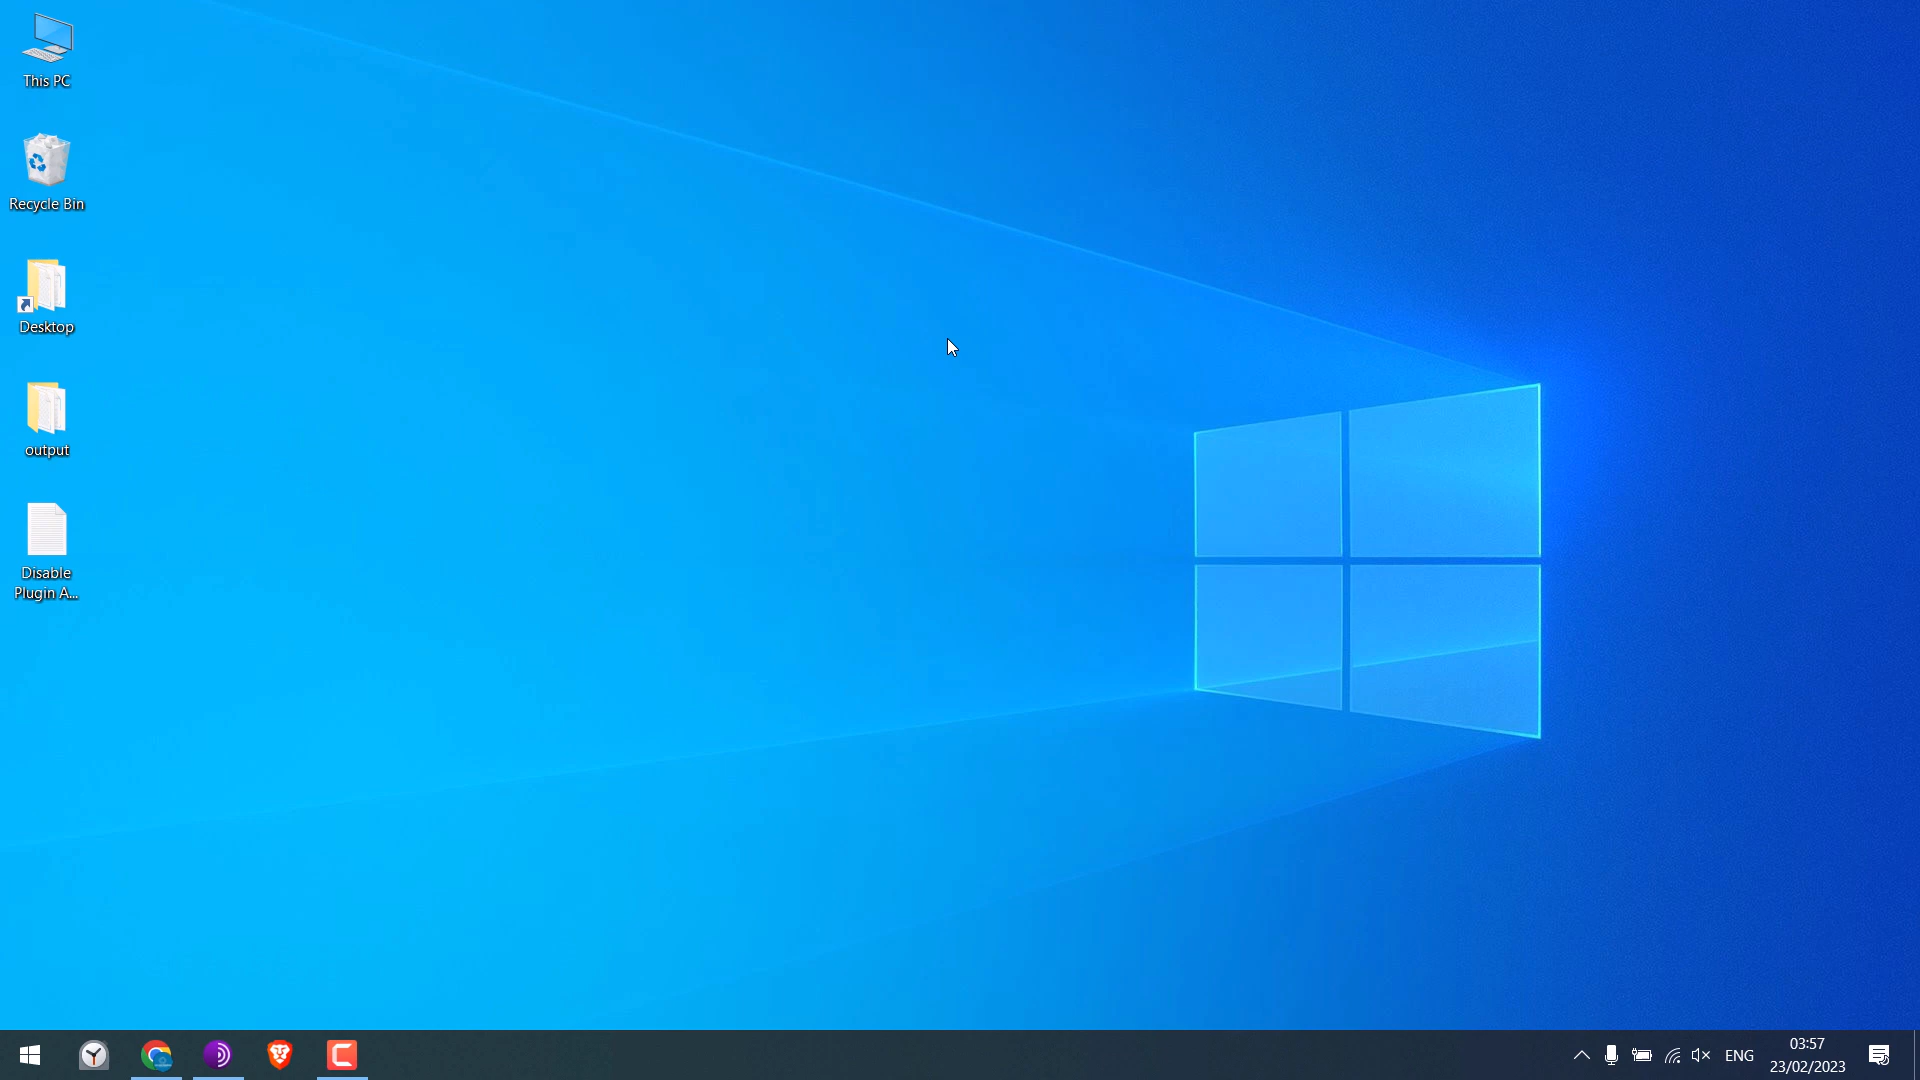 This PC
Recycle Bin
Desktop
output
Disable
Plugin A...
ENG
03:57
23/02/2023